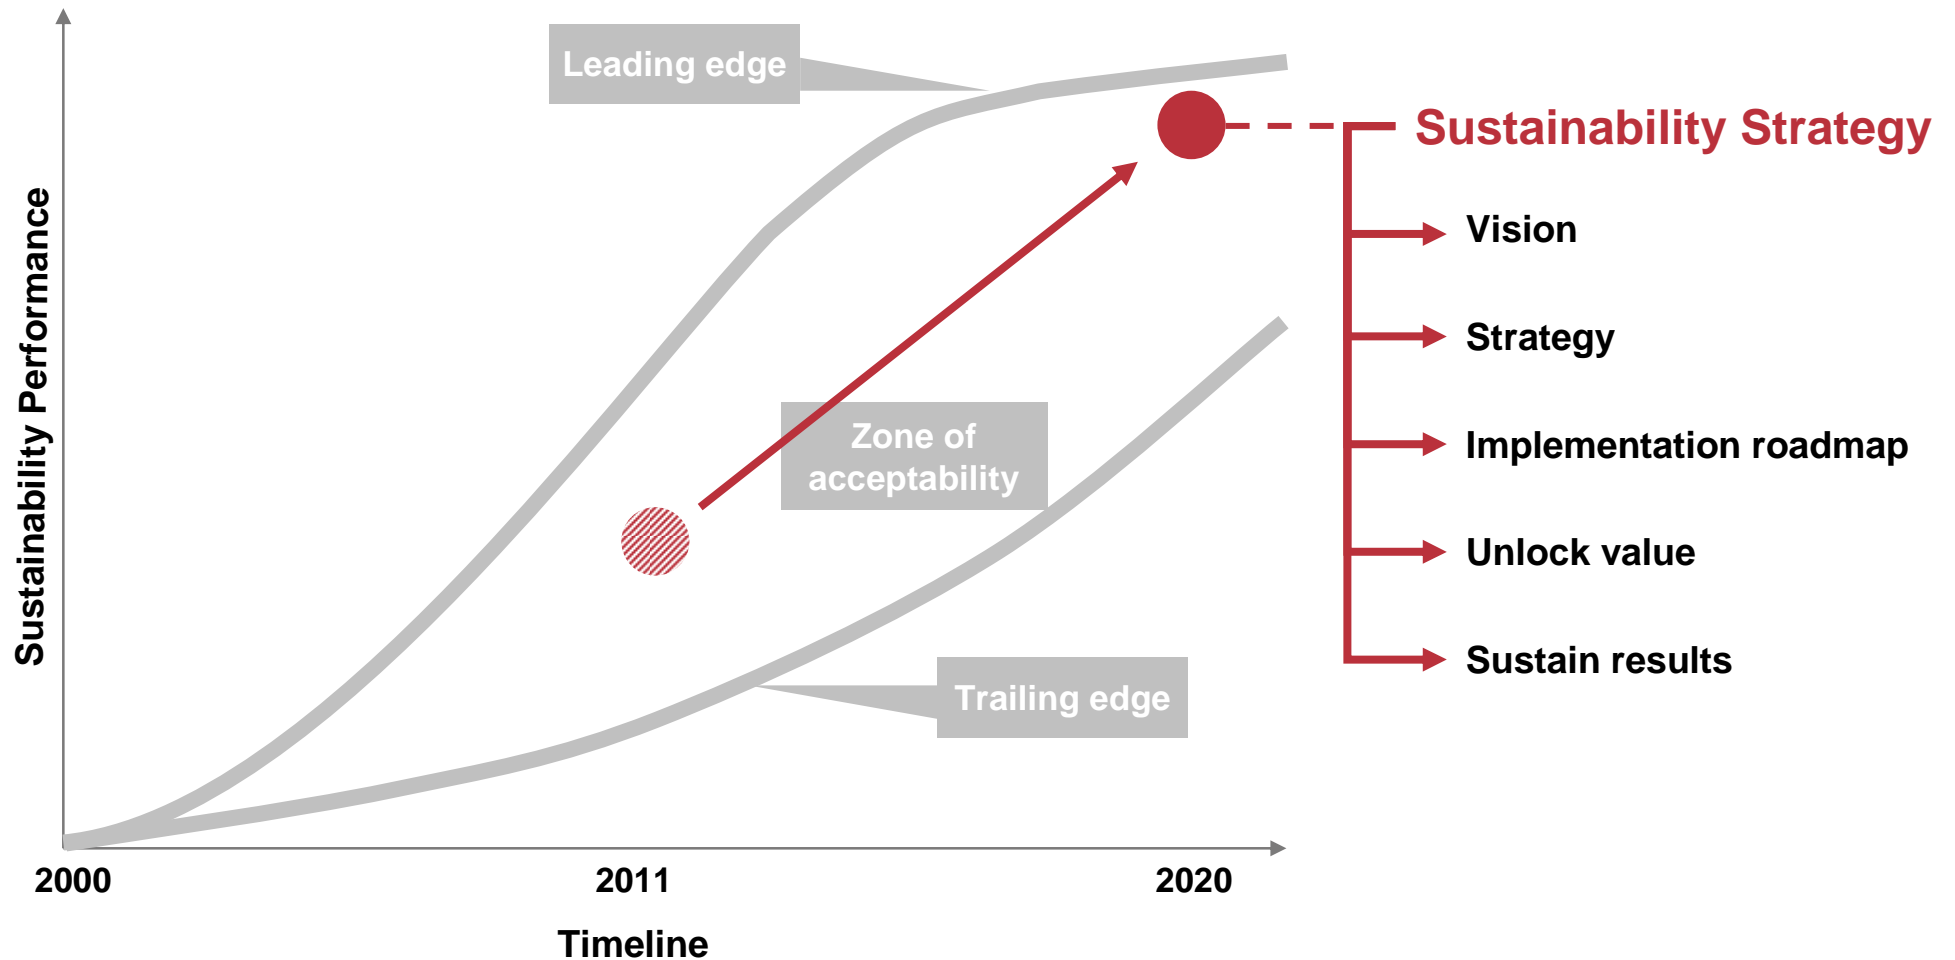 Leading edge
Sustainability Strategy
Vision
Sustainability Performance
Strategy
Zone of
acceptability
Implementation roadmap
Unlock value
Sustain results
Trailing edge
2000
2011
2020
Timeline